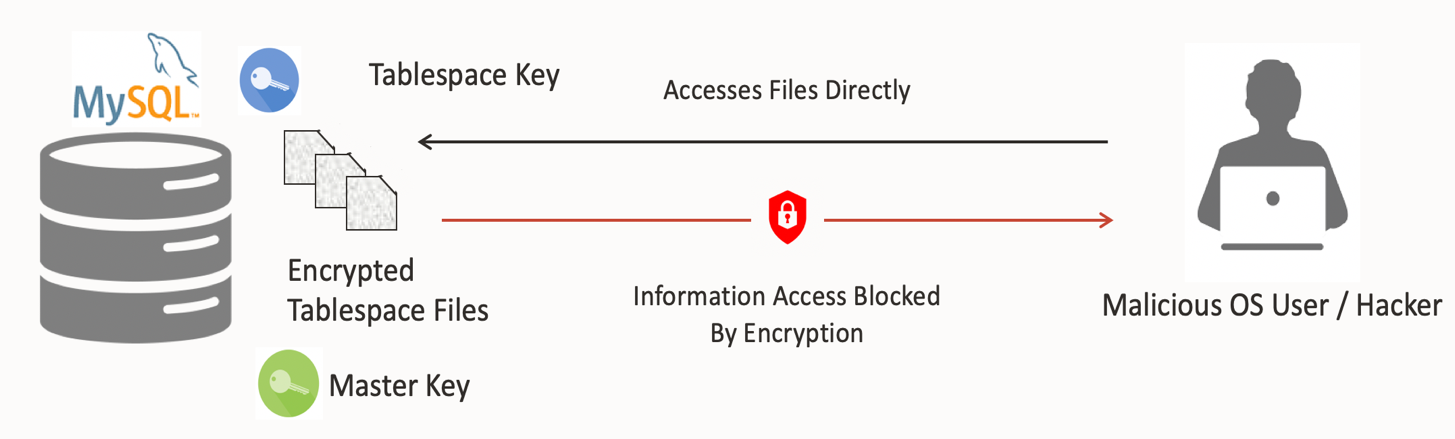 MySQL™
Tablespace Key
Accesses Files Directly
Encrypted
Tablespace Files
Information Access Blocked
By Encryption
Malicious OS User / Hacker
Master Key